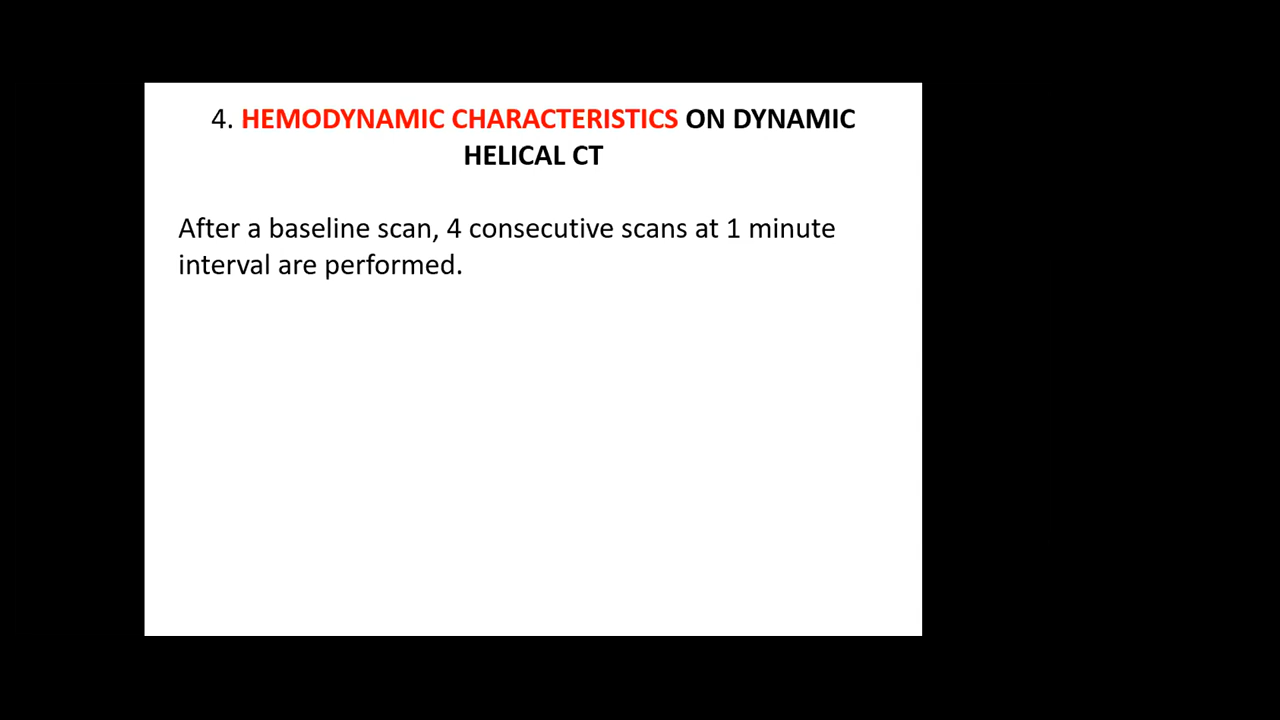 4. HEMODYNAMIC CHARACTERISTICS ON DYNAMIC
HELICAL CT
After a baseline scan, 4 consecutive scans at 1 minute
interval are performed.